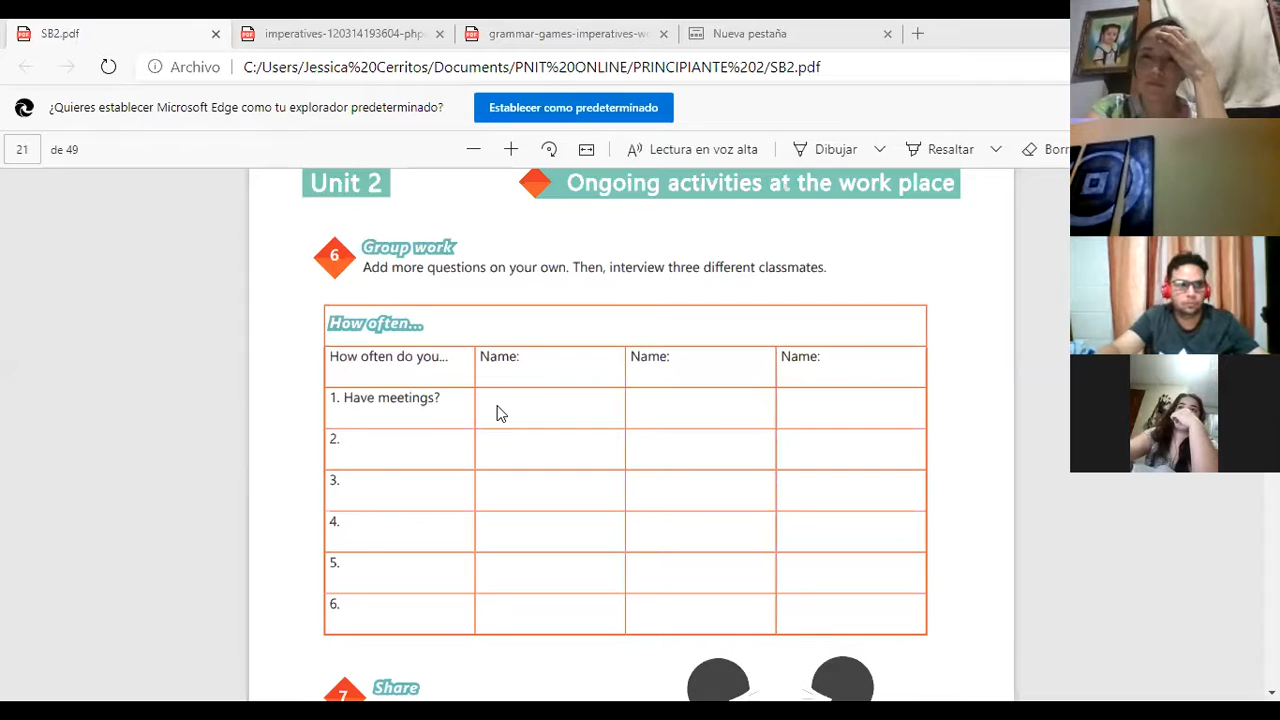 SB2.pdf
imperatives-120314193604-php
grammar-games-imperatives-w
Nueva pestaña
Archivo C:/Users/Jessica%20Cerritos/Documents/PNIT%20ONLINE/PRINCIPIANTE%202/SB2.pdf
¿Quieres establecer Microsoft Edge como tu explorador predeterminado? Establecer como predeterminado
21 de 49 Lectura en voz alta Dibujar Resaltar Borr
Unit 2 Ongoing activities at the work place
6 Group work
Add more questions on your own. Then, interview three different classmates.
How often...
How often do you... Name: Name: Name:
1. Have meetings?
2.
3.
4.
5.
6.
7 Share